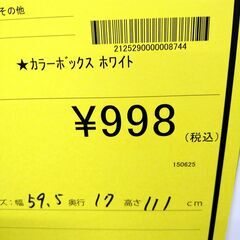 その他
2125290000008744
★カラーボックス ホワイト
¥998
(税込)
150625
ズ:幅 59.5 奥行 17 高さ 111 cm